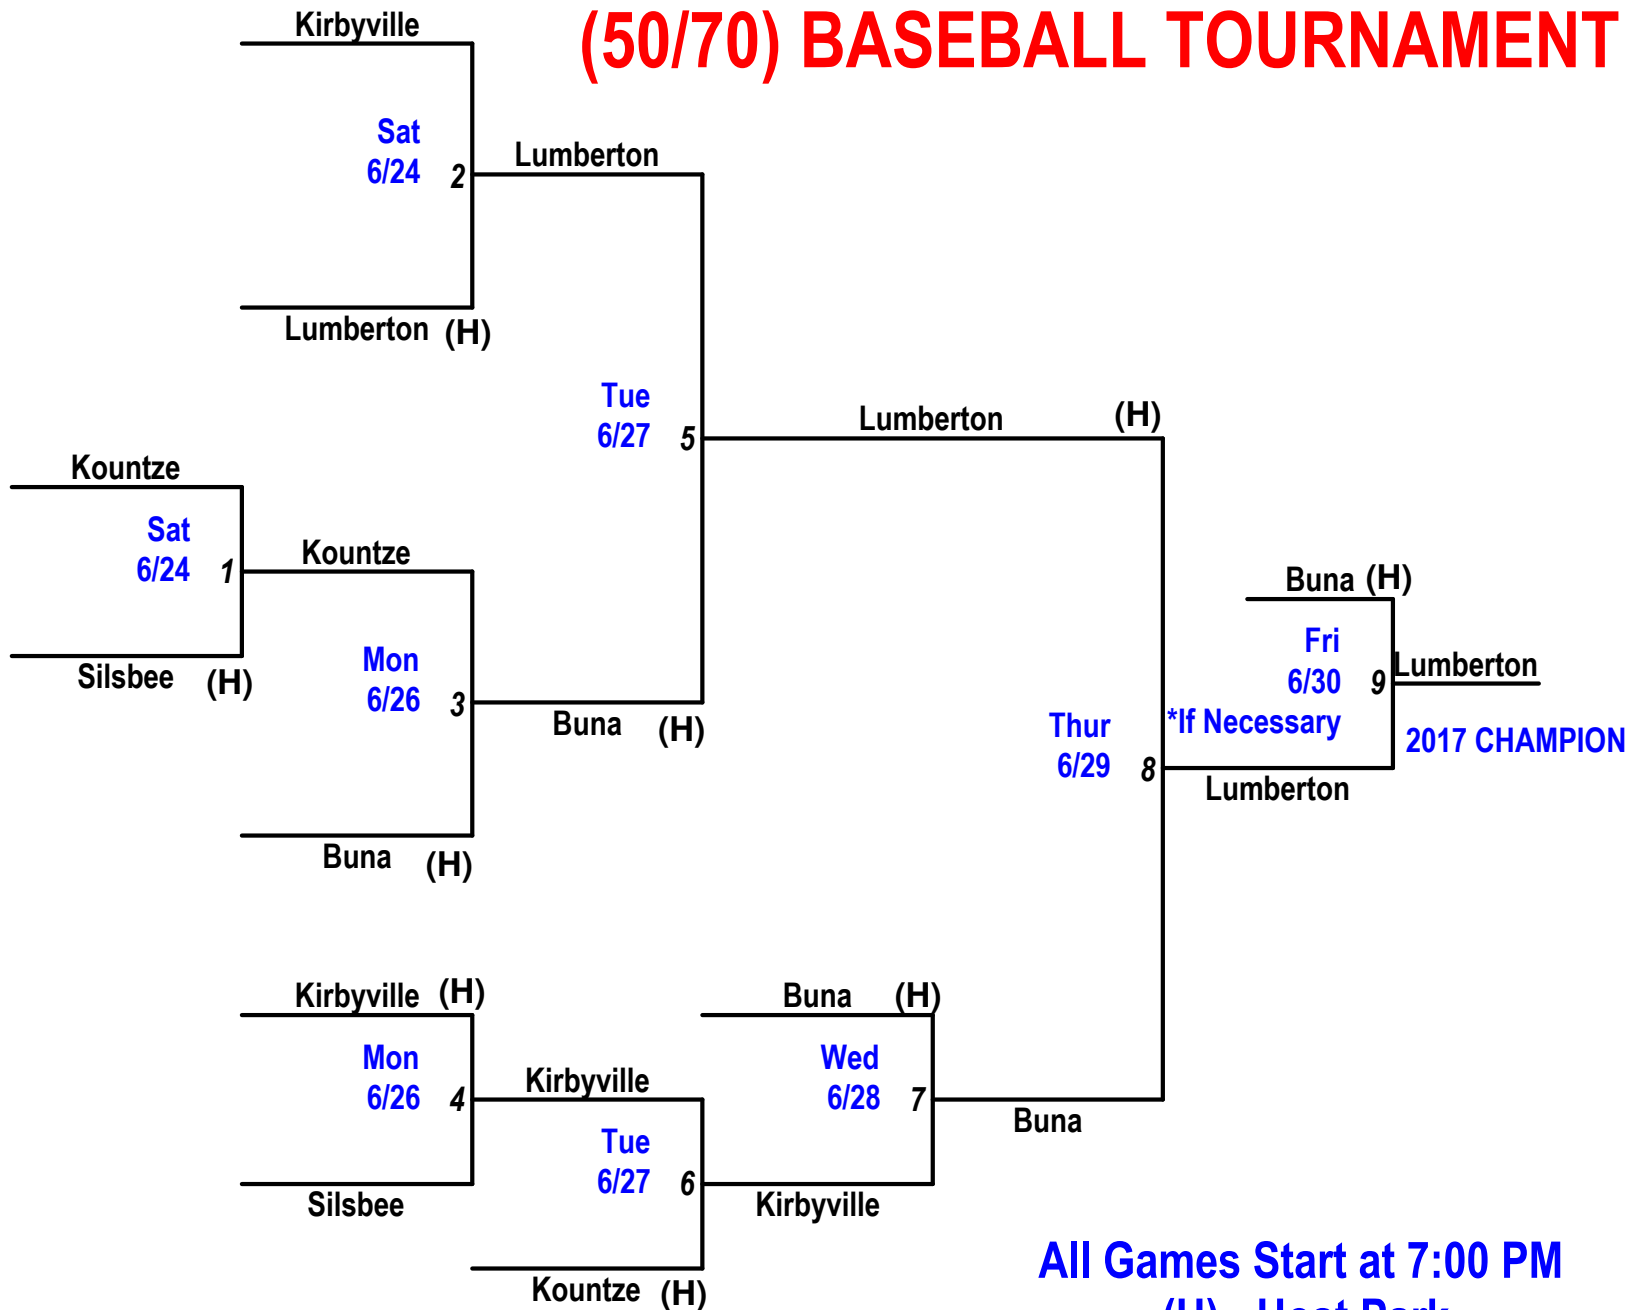 (50/70) BASEBALL TOURNAMENT
Kirbyville
Sat
6/24 2
Lumberton
Lumberton (H)
Tue
6/27 5
Lumberton (H)
Kountze
Sat
6/24 1
Kountze
Silsbee (H)
Mon
6/26 3
Buna (H)
Buna (H)
Buna (H)
Fri
6/30 9
*If Necessary
Lumberton
2017 CHAMPION
Thur
6/29 8
Lumberton
Kirbyville (H)
Mon
6/26 4
Kirbyville
Silsbee
Tue
6/27 6
Kountze (H)
Buna (H)
Wed
6/28 7
Buna
Kirbyville
All Games Start at 7:00 PM
(H) - Host Park